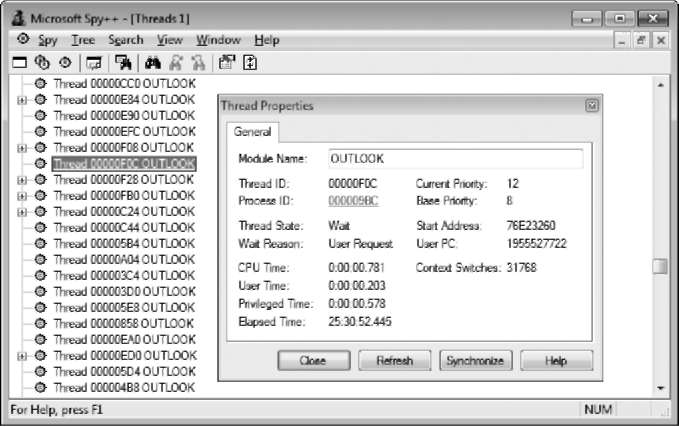 Microsoft Spy++ - [Threads 1]
Spy Tree Search View Window Help
Thread 00000CC0 OUTLOOK
Thread 00000E84 OUTLOOK
Thread 00000E90 OUTLOOK
Thread 00000EFC OUTLOOK
Thread 00000F08 OUTLOOK
Thread 00000F0C OUTLOOK
Thread 00000F28 OUTLOOK
Thread 00000FB0 OUTLOOK
Thread 00000C24 OUTLOOK
Thread 00000C44 OUTLOOK
Thread 000005B4 OUTLOOK
Thread 00000A04 OUTLOOK
Thread 000003C4 OUTLOOK
Thread 000003D0 OUTLOOK
Thread 000005E8 OUTLOOK
Thread 00000858 OUTLOOK
Thread 00000EA0 OUTLOOK
Thread 00000ED0 OUTLOOK
Thread 000005D4 OUTLOOK
Thread 000004B8 OUTLOOK
Thread Properties
General
Module Name: OUTLOOK
Thread ID: 00000F0C Current Priority: 12
Process ID: 000009BC Base Priority: 8
Thread State: Wait Start Address: 76E23260
Wait Reason: User Request User PC: 1955527722
CPU Time: 0:00:00.781 Context Switches: 31768
User Time: 0:00:00.203
Privileged Time: 0:00:00.578
Elapsed Time: 25:30:52.445
Close Refresh Synchronize Help
For Help, press F1 NUM